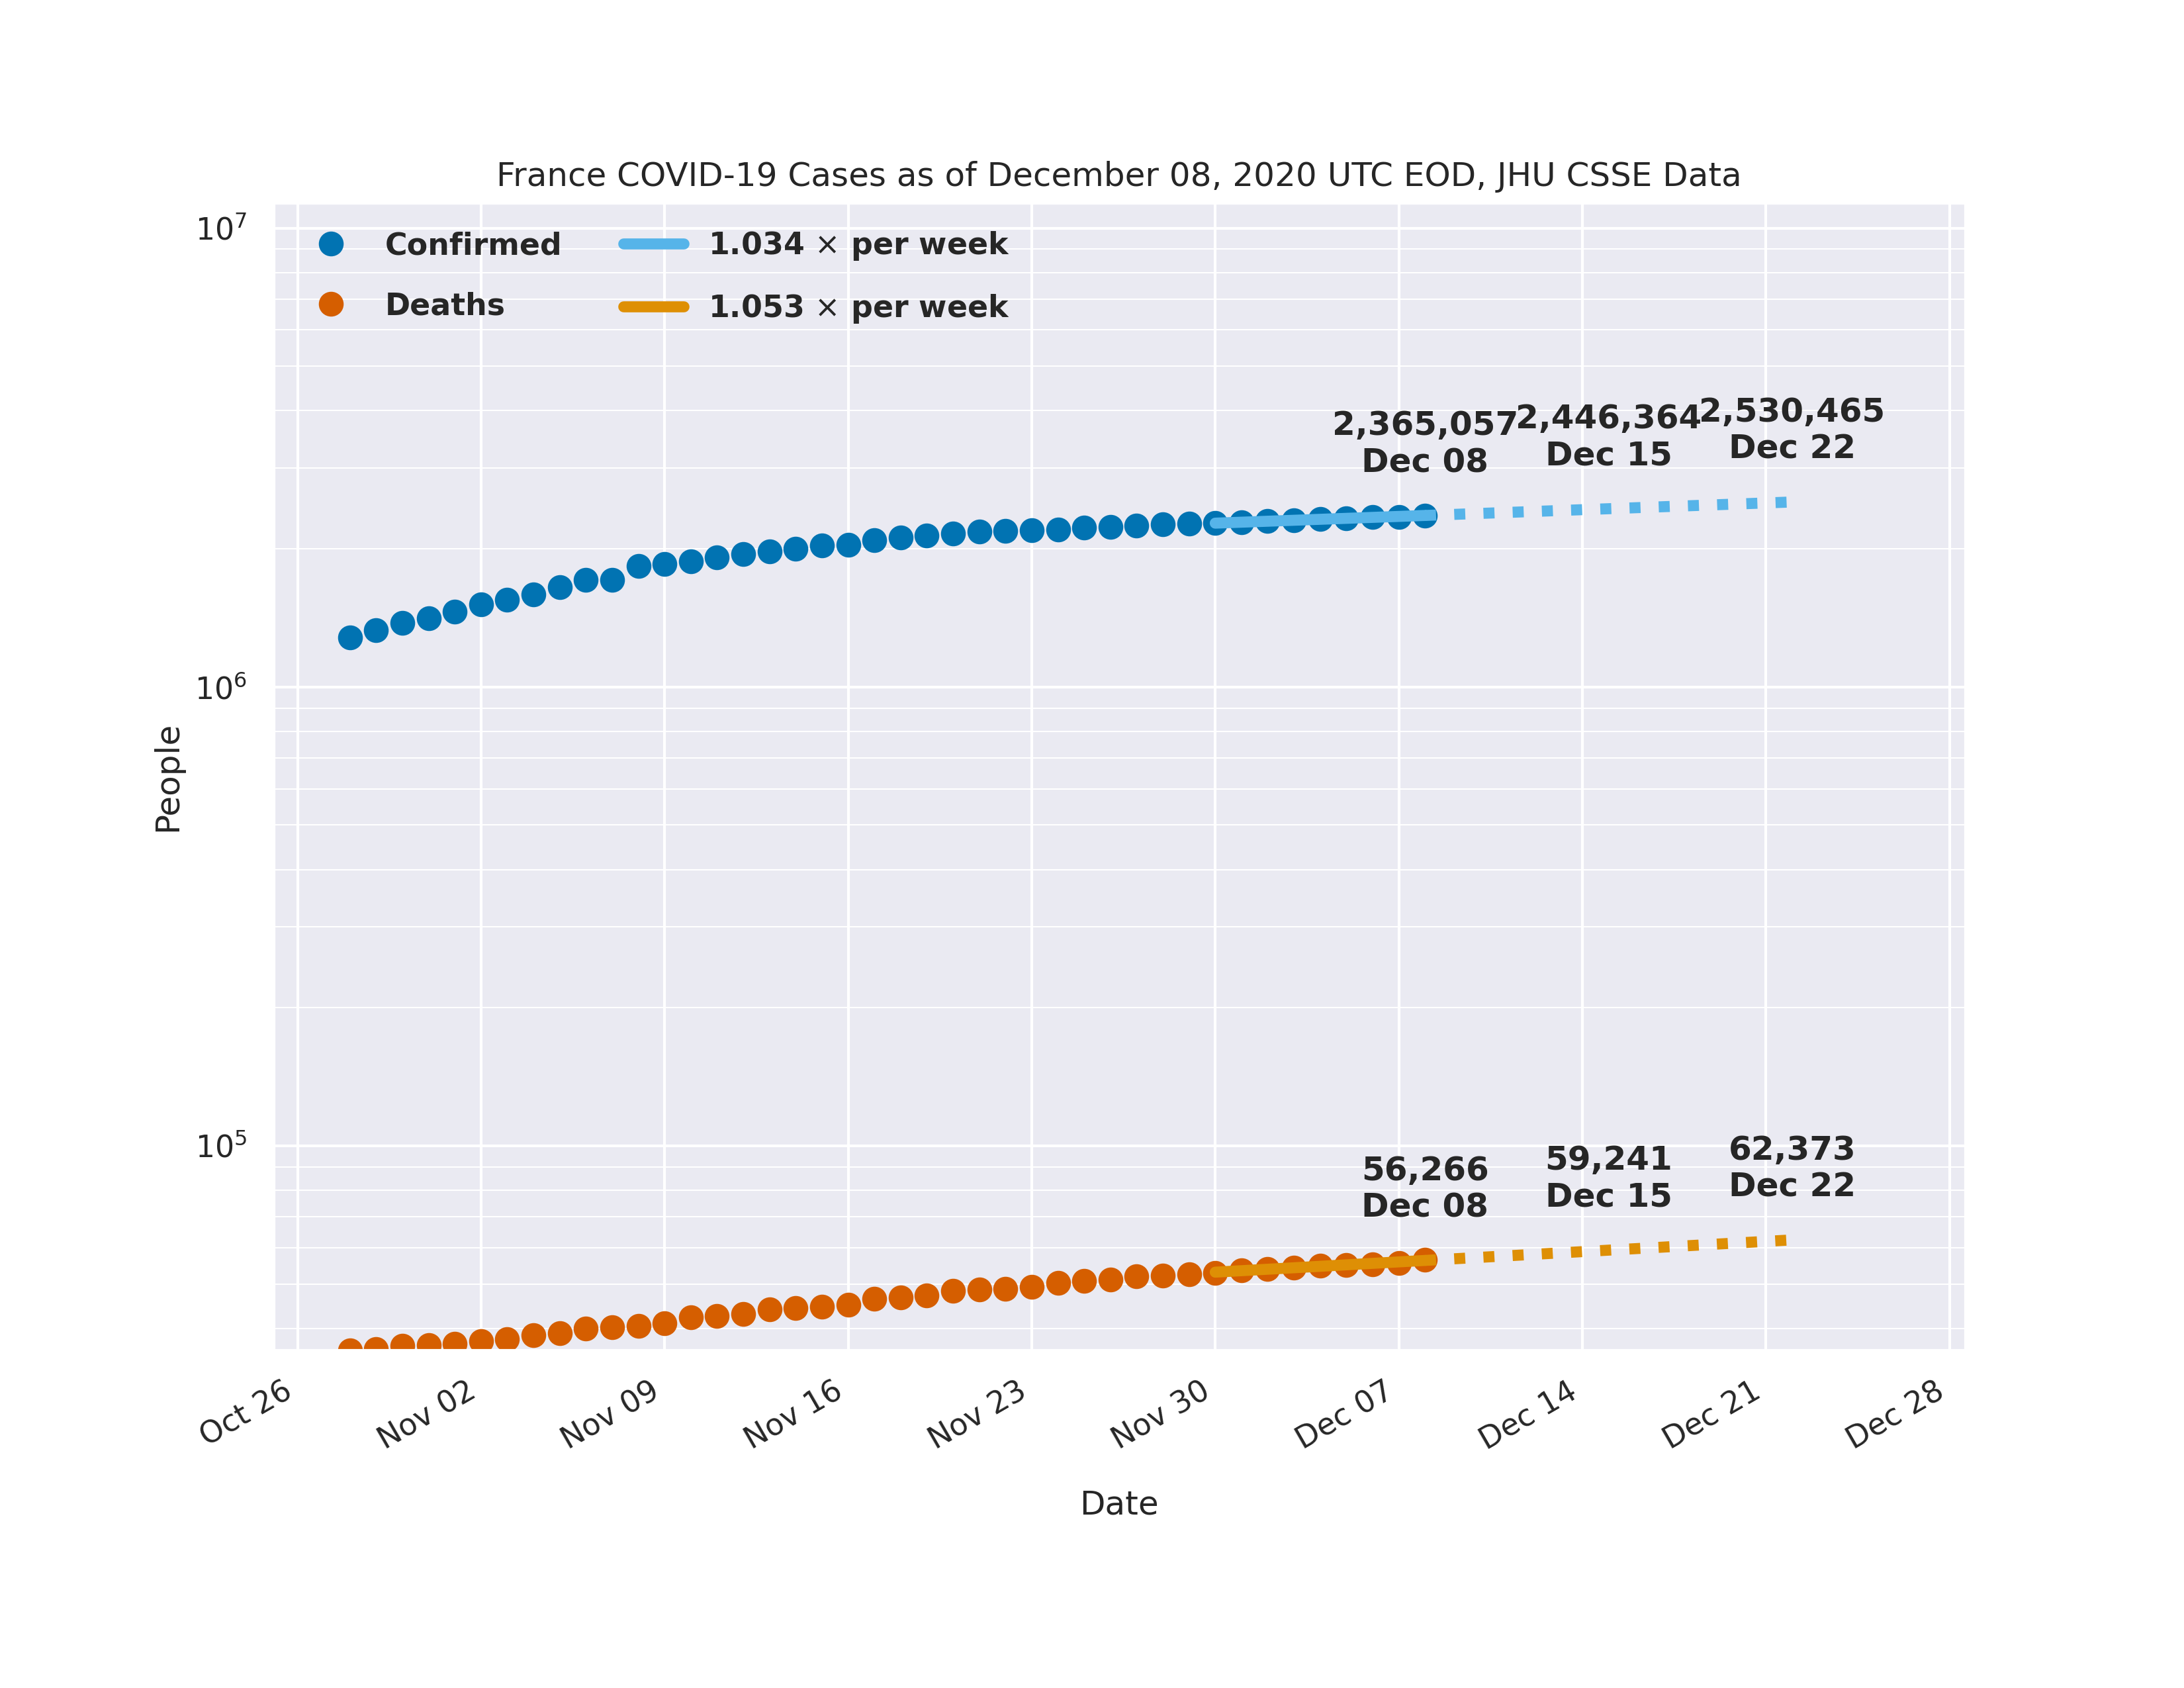 France COVID-19 Cases as of December 08, 2020 UTC EOD, JHU CSSE Data
Confirmed
Deaths
1.034 × per week
1.053 × per week
10⁷
10⁶
10⁵
People
2,365,057
Dec 08
2,446,364
Dec 15
2,530,465
Dec 22
56,266
Dec 08
59,241
Dec 15
62,373
Dec 22
Oct 26
Nov 02
Nov 09
Nov 16
Nov 23
Nov 30
Dec 07
Dec 14
Dec 21
Dec 28
Date